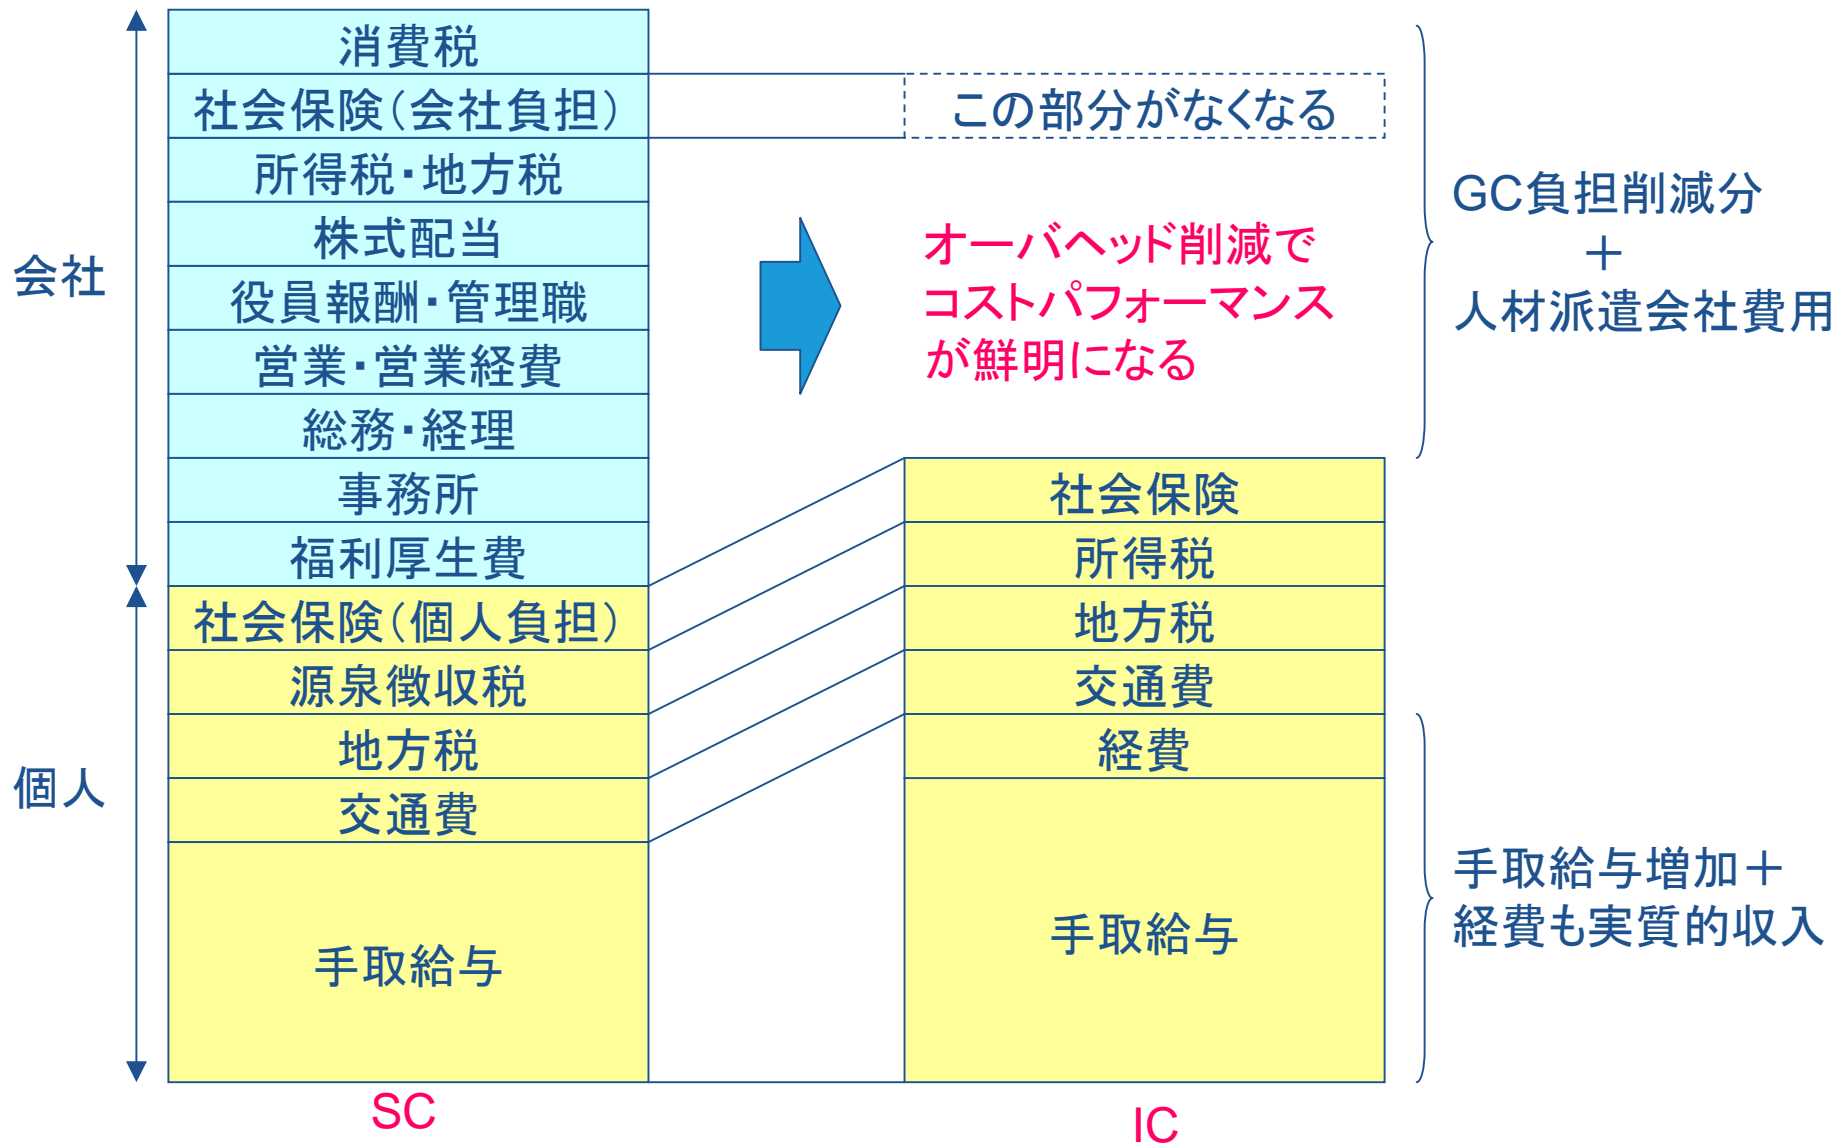 会社
個人
消費税
社会保険(会社負担)
所得税・地方税
株式配当
役員報酬・管理職
営業・営業経費
総務・経理
事務所
福利厚生費
社会保険(個人負担)
源泉徴収税
地方税
交通費
手取給与
SC
この部分がなくなる
オーバヘッド削減で
コストパフォーマンス
が鮮明になる
社会保険
所得税
地方税
交通費
経費
手取給与
IC
GC負担削減分
＋
人材派遣会社費用
手取給与増加＋
経費も実質的収入